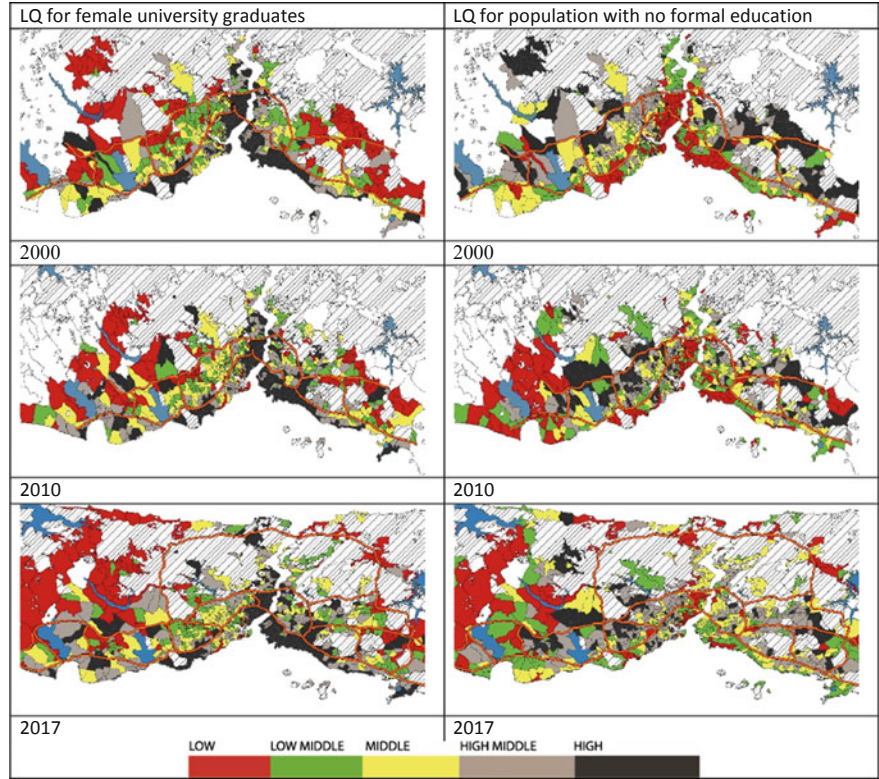 LQ for female university graduates
LQ for population with no formal education
2000
2000
2010
2010
2017
2017
LOW
LOW MIDDLE
MIDDLE
HIGH MIDDLE
HIGH